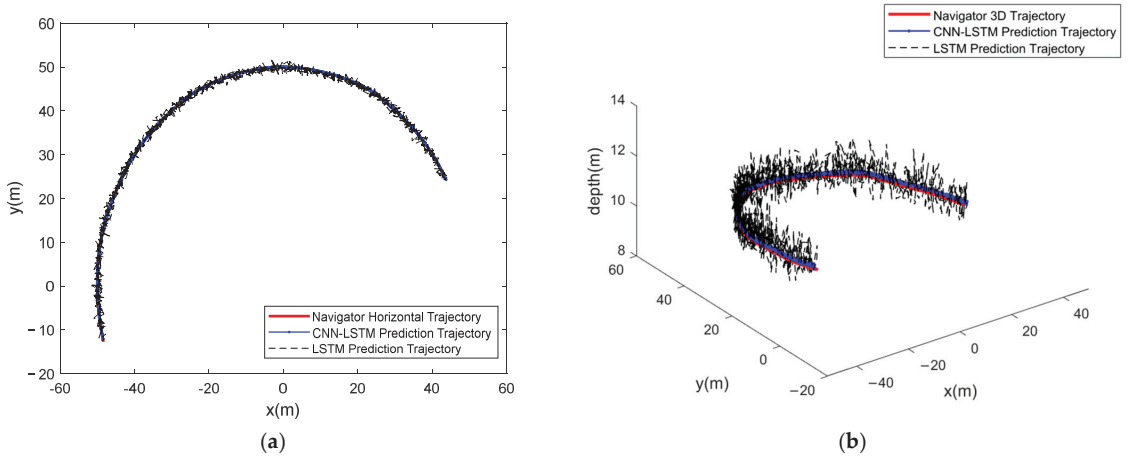 60
50
40
30
20
10
0
−10
−20
-60
-40
-20
0
20
40
60
y(m)
x(m)
Navigator Horizontal Trajectory
CNN-LSTM Prediction Trajectory
LSTM Prediction Trajectory
(a)
Navigator 3D Trajectory
CNN-LSTM Prediction Trajectory
LSTM Prediction Trajectory
14
12
10
8
depth(m)
60
40
20
0
−20
y(m)
−40
−20
0
20
40
x(m)
(b)